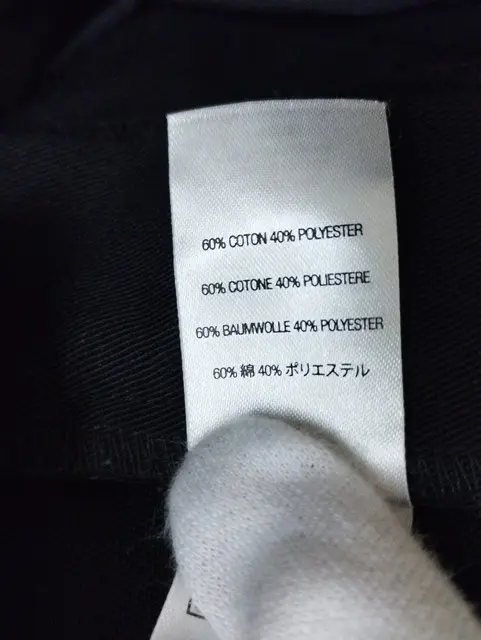 60% COTON 40% POLYESTER
60% COTONE 40% POLIESTERE
60% BAUMWOLLE 40% POLYESTER
60% 綿 40% ポリエステル